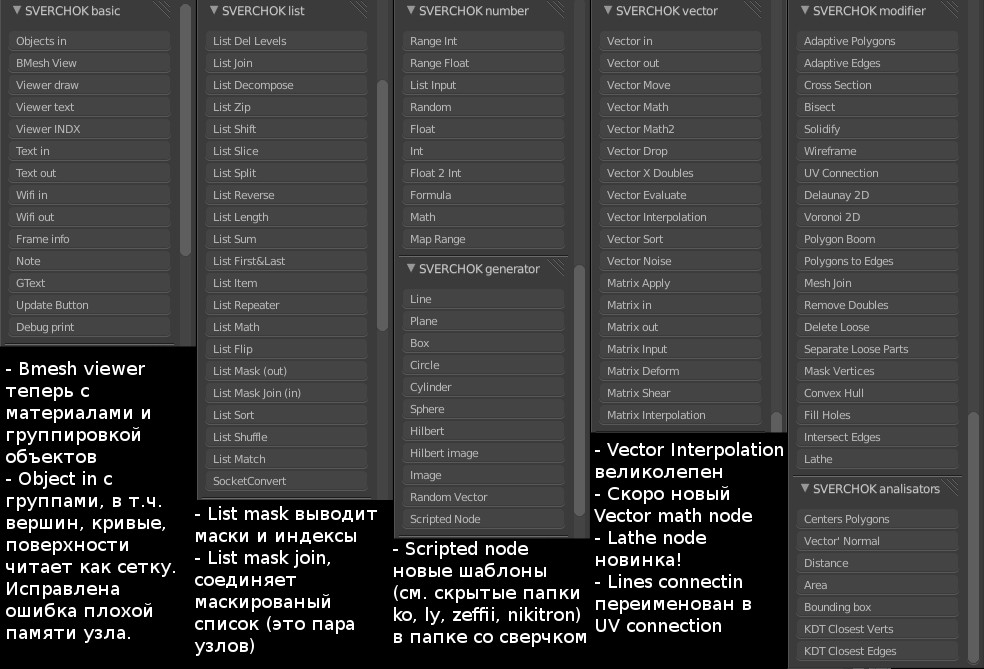 SVERCHOK basic
Objects in
BMesh View
Viewer draw
Viewer text
Viewer INDX
Text in
Text out
Wifi in
Wifi out
Frame info
Note
GText
Update Button
Debug print
- Bmesh viewer
теперь с
материалами и
группировкой
объектов
- Object in с
группами, в т.ч.
вершин, кривые,
поверхности
читает как сетку.
Исправлена
ошибка плохой
памяти узла.
SVERCHOK list
List Del Levels
List Join
List Decompose
List Zip
List Shift
List Slice
List Split
List Reverse
List Length
List Sum
List First&Last
List Item
List Repeater
List Math
List Flip
List Mask (out)
List Mask Join (in)
List Sort
List Shuffle
List Match
SocketConvert
- List mask выводит
маски и индексы
- List mask join,
соединяет
маскированый
список (это пара
узлов)
SVERCHOK number
Range Int
Range Float
List Input
Random
Float
Int
Float 2 Int
Formula
Math
Map Range
SVERCHOK generator
Line
Plane
Box
Circle
Cylinder
Sphere
Hilbert
Hilbert image
Image
Random Vector
Scripted Node
- Scripted node
новые шаблоны
(см. скрытые папки
ko, ly, zeffii, nikitron)
в папке со сверчком
SVERCHOK vector
Vector in
Vector out
Vector Move
Vector Math
Vector Math2
Vector Drop
Vector X Doubles
Vector Evaluate
Vector Interpolation
Vector Sort
Vector Noise
Matrix Apply
Matrix in
Matrix out
Matrix Input
Matrix Deform
Matrix Shear
Matrix Interpolation
- Vector Interpolation
великолепен
- Скоро новый
Vector math node
- Lathe node
новинка!
- Lines connectin
переименован в
UV connection
SVERCHOK modifier
Adaptive Polygons
Adaptive Edges
Cross Section
Bisect
Solidify
Wireframe
UV Connection
Delaunay 2D
Voronoi 2D
Polygon Boom
Polygons to Edges
Mesh Join
Remove Doubles
Delete Loose
Separate Loose Parts
Mask Vertices
Convex Hull
Fill Holes
Intersect Edges
Lathe
SVERCHOK analisators
Centers Polygons
Vector' Normal
Distance
Area
Bounding box
KDT Closest Verts
KDT Closest Edges